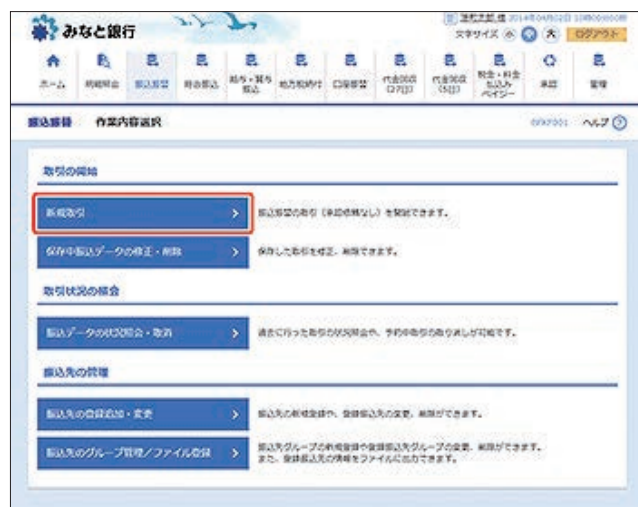 みなと銀行
文字サイズ 小 中 大 ログアウト
ホーム 明細照会 振込振替 総合振込 給与・賞与振込 地方税納付 口座振替 代金回収 代金回収 税金・料金払込みペイジー 承認 管理
振込振替 作業内容選択 ヘルプ ?
取引の開始
新規取引 > 振込振替の取引(承認依頼なし)を開始できます。
保存中振込データの修正・削除 > 保存した取引を修正、削除できます。
取引状況の照会
振込データの状況照会・取消 > 過去に行った取引の状況照会や、予約中取引の取り消しが可能です。
振込先の管理
振込先の登録追加・変更 > 振込先の新規登録や、登録振込先の変更、削除ができます。
振込先のグループ管理/ファイル登録 > 振込先グループの新規登録や登録振込先グループの変更、削除ができます。
また、登録振込先の情報をファイルに出力できます。